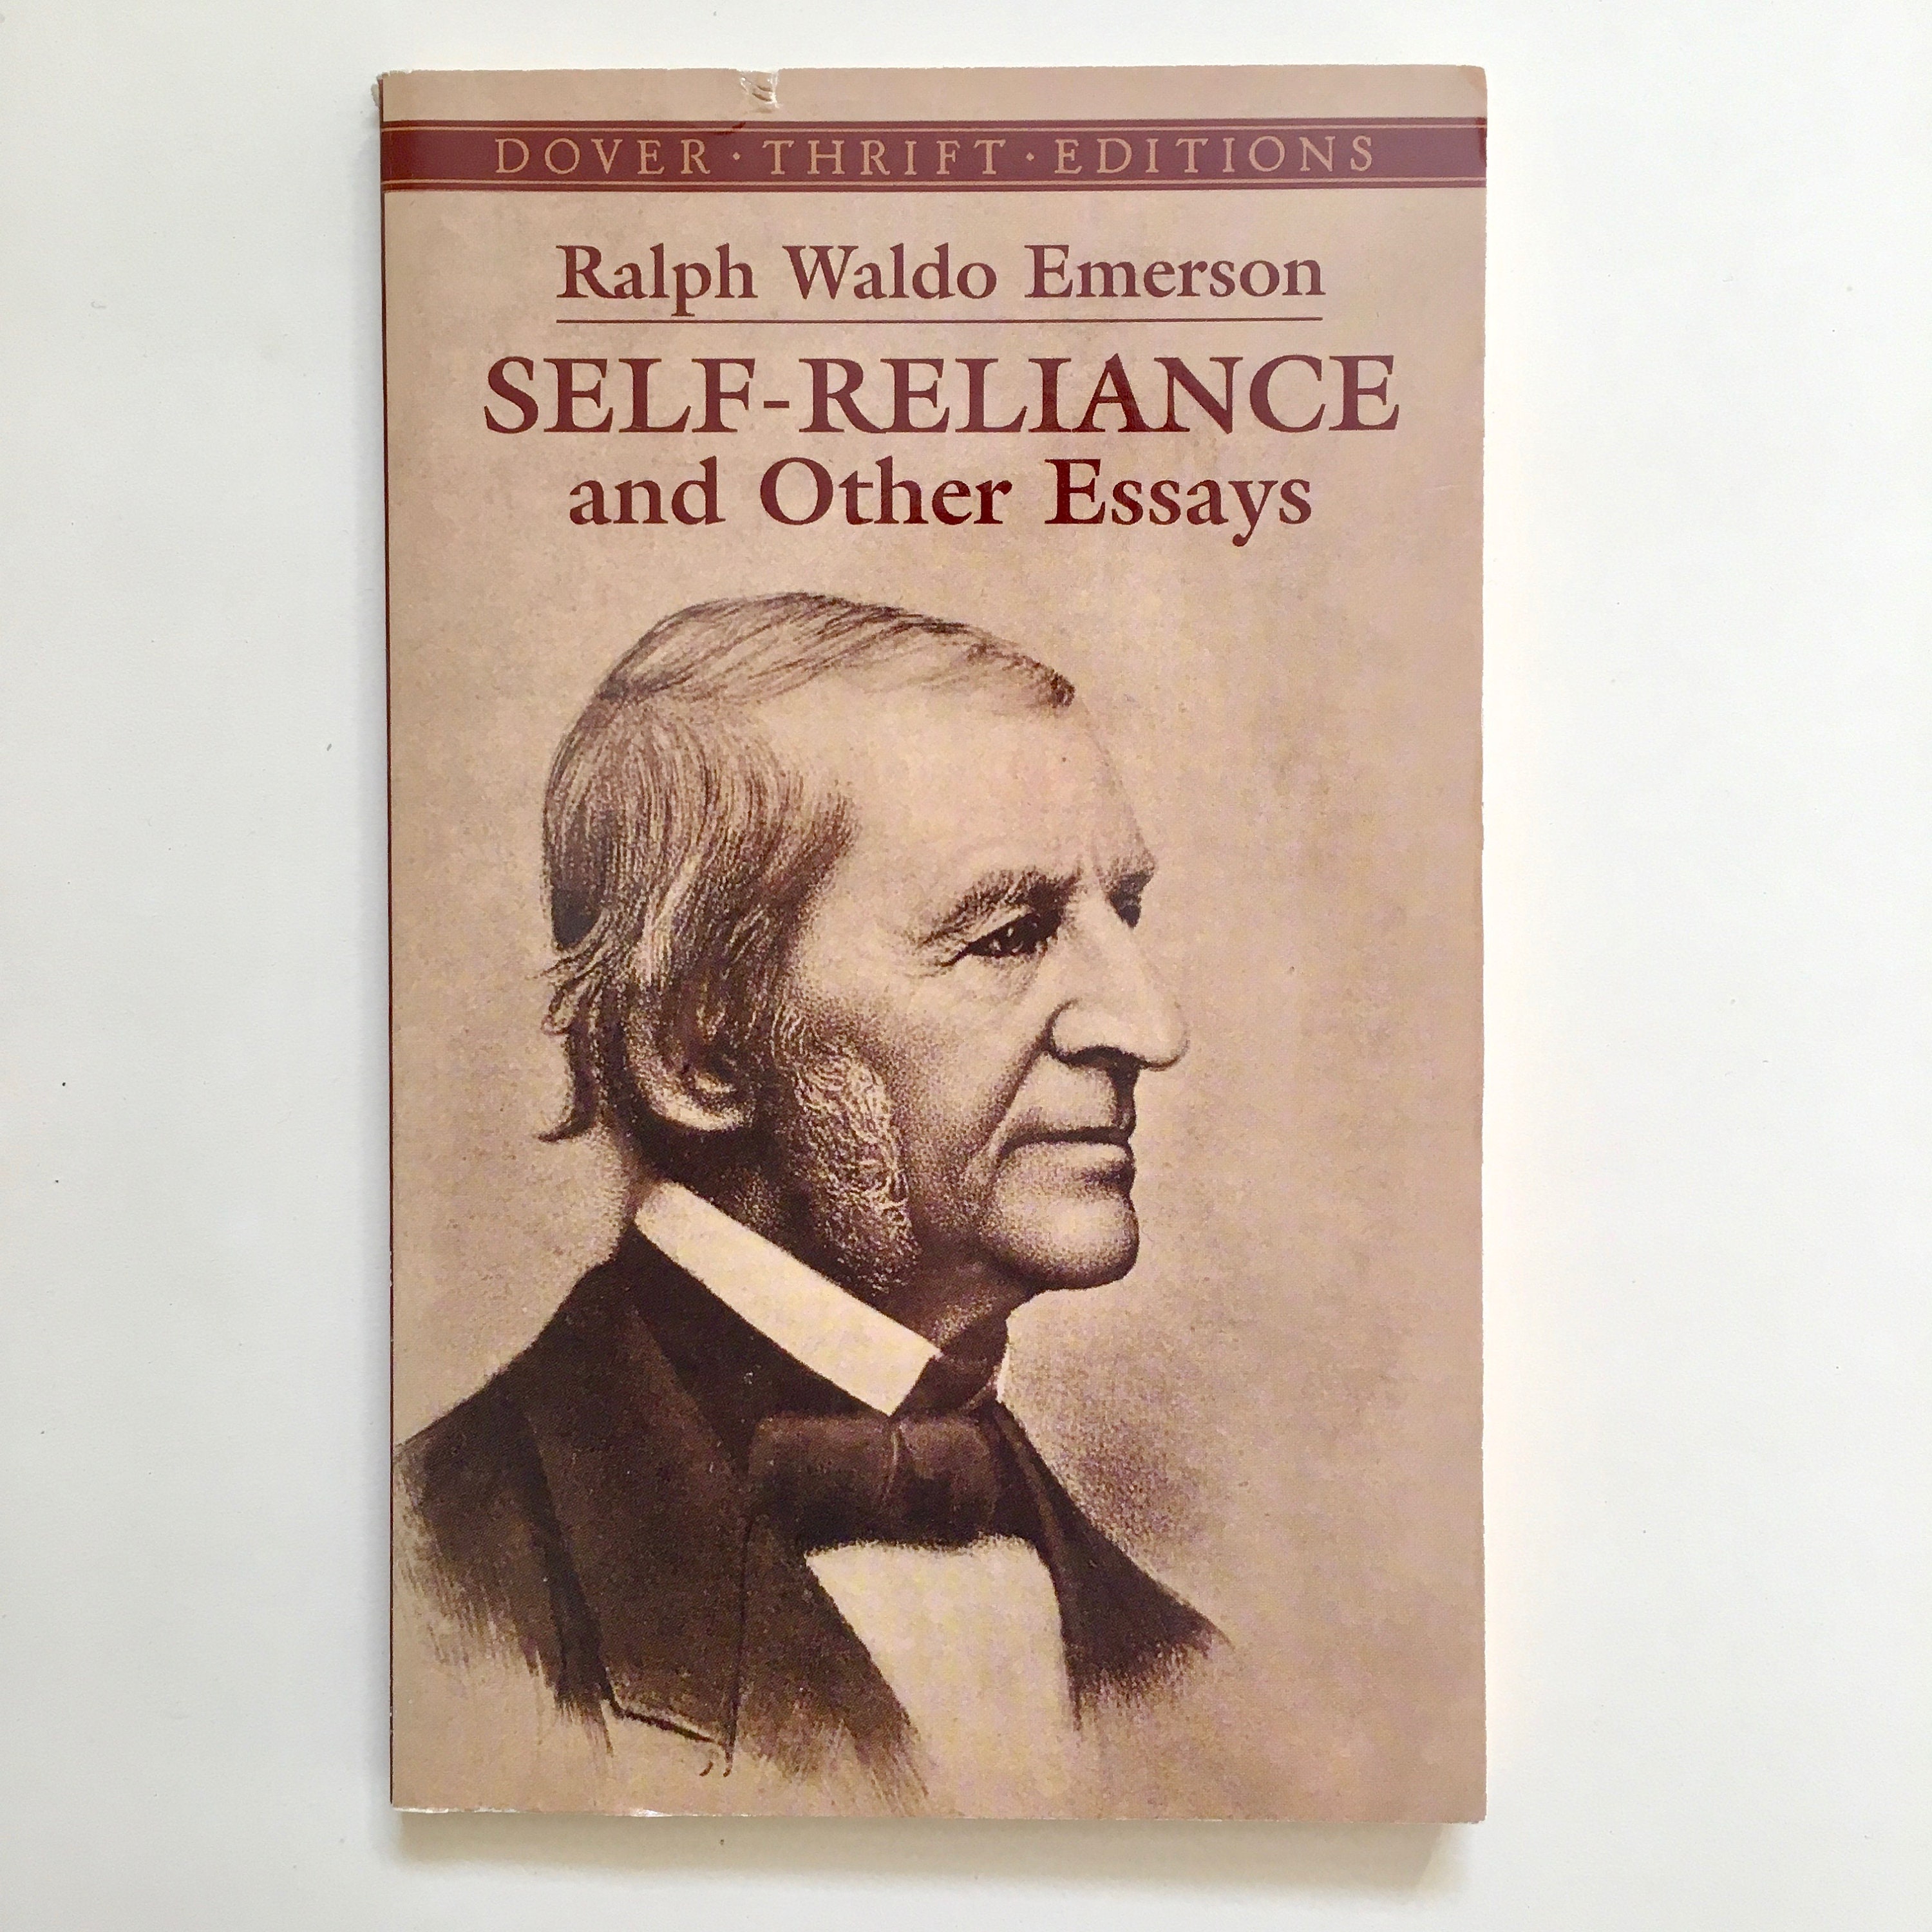 DOVER · THRIFT · EDITIONS
Ralph Waldo Emerson
SELF-RELIANCE
and Other Essays